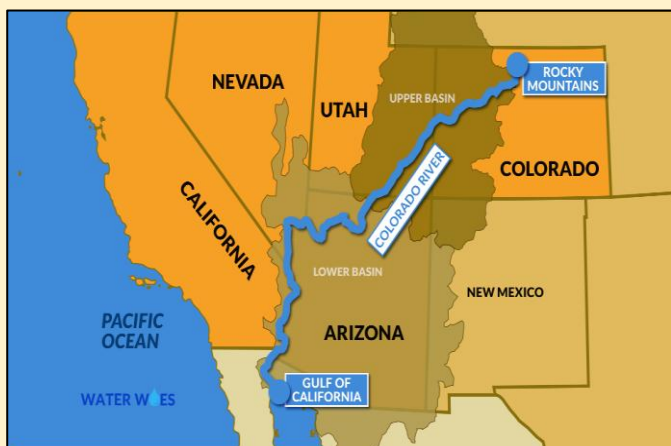 NEVADA
UTAH
UPPER BASIN
ROCKY
MOUNTAINS
COLORADO
COLORADO RIVER
CALIFORNIA
LOWER BASIN
NEW MEXICO
PACIFIC
OCEAN
ARIZONA
GULF OF
CALIFORNIA
WATER W ES